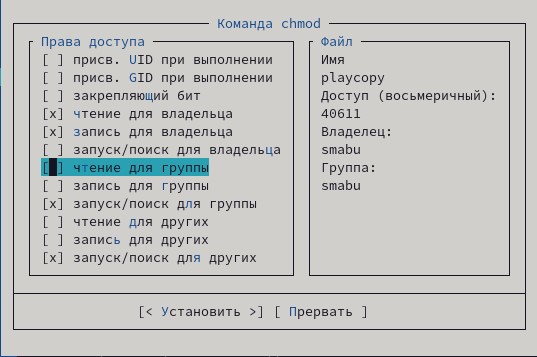 Команда chmod
Права доступа
[ ] присв. UID при выполнении
[ ] присв. GID при выполнении
[ ] закрепляющий бит
[x] чтение для владельца
[x] запись для владельца
[ ] запуск/поиск для владельца
[ ] чтение для группы
[ ] запись для группы
[x] запуск/поиск для группы
[ ] чтение для других
[ ] запись для других
[x] запуск/поиск для других
Файл
Имя
playcopy
Доступ (восьмеричный):
40611
Владелец:
smabu
Группа:
smabu
[< Установить >] [ Прервать ]